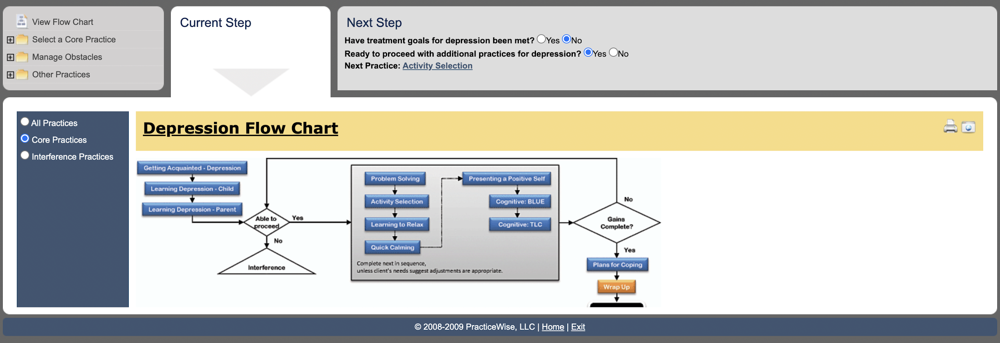 View Flow Chart
Select a Core Practice
Manage Obstacles
Other Practices
Current Step
Next Step
Have treatment goals for depression been met? Yes No
Ready to proceed with additional practices for depression? Yes No
Next Practice: Activity Selection
All Practices
Core Practices
Interference Practices
Depression Flow Chart
Getting Acquainted - Depression
Learning Depression - Child
Learning Depression - Parent
Able to
proceed
Yes
No
Interference
Problem Solving
Activity Selection
Learning to Relax
Quick Calming
Presenting a Positive Self
Cognitive: BLUE
Cognitive: TLC
Complete next in sequence,
unless client's needs suggest adjustments are appropriate.
No
Gains
Complete?
Yes
Plans for Coping
Wrap Up
© 2008-2009 PracticeWise, LLC | Home | Exit